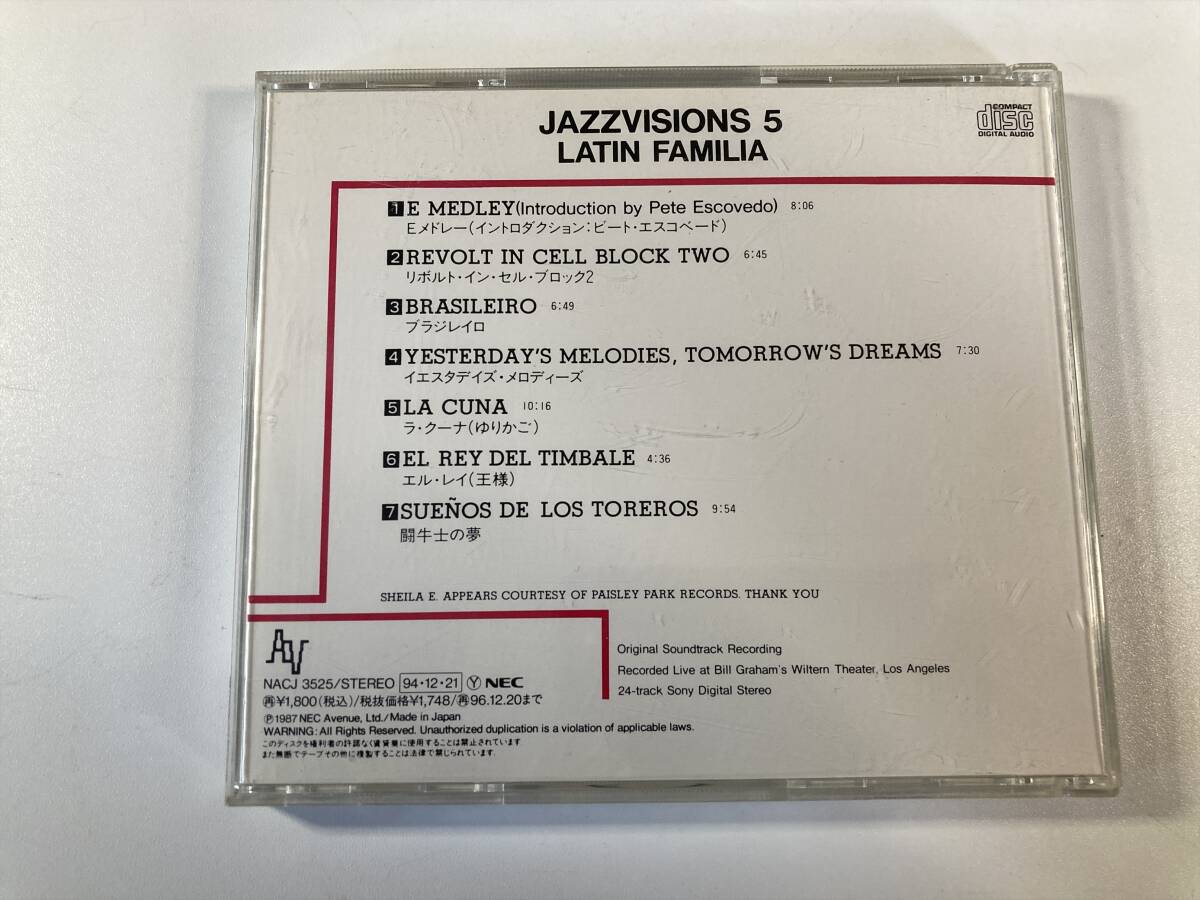 JAZZVISIONS 5
LATIN FAMILIA
COMPACT
disc
DIGITAL AUDIO
1 E MEDLEY(Introduction by Pete Escovedo) 8:06
Eメドレー(イントロダクション:ピート・エスコベード)
2 REVOLT IN CELL BLOCK TWO 6:45
リボルト・イン・セル・ブロック2
3 BRASILEIRO 6:49
ブラジレイロ
4 YESTERDAY'S MELODIES, TOMORROW'S DREAMS 7:30
イエスタデイズ・メロディーズ
5 LA CUNA 10:16
ラ・クーナ(ゆりかご)
6 EL REY DEL TIMBALE 4:36
エル・レイ(王様)
7 SUEÑOS DE LOS TOREROS 9:54
闘牛士の夢
SHEILA E. APPEARS COURTESY OF PAISLEY PARK RECORDS. THANK YOU
Original Soundtrack Recording
Recorded Live at Bill Graham's Wiltern Theater, Los Angeles
24-track Sony Digital Stereo
NACJ 3525/STEREO 94・12・21 Ⓨ NEC
㊢¥1,800(税込)/税抜価格¥1,748/㊢96.12.20まで
Ⓟ1987 NEC Avenue, Ltd./Made in Japan
WARNING: All Rights Reserved. Unauthorized duplication is a violation of applicable laws.
このディスクを権利者の許諾なく賃貸業に使用することは禁止されています
また無断でテープその他に複製することは法律で禁じられています.